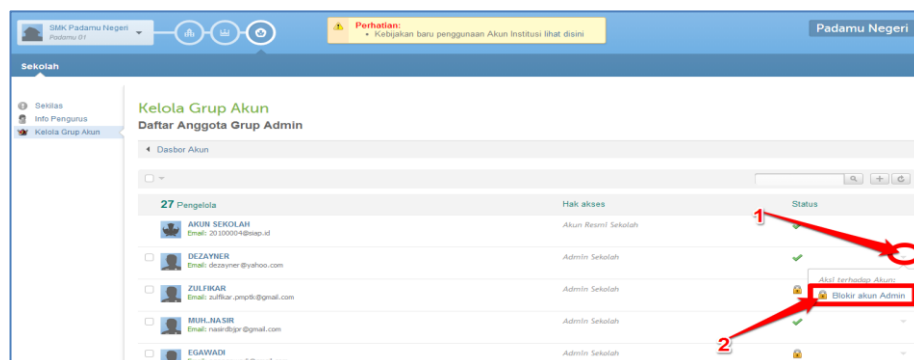 SMK Padamu Negeri
Padamu 01
Perhatian:
Kebijakan baru penggunaan Akun Institusi lihat disini
Padamu Negeri
Sekolah
Sekilas
Info Pengurus
Kelola Grup Akun
Kelola Grup Akun
Daftar Anggota Grup Admin
Dasbor Akun
27 Pengelola Hak akses Status
AKUN SEKOLAH Akun Resmi Sekolah
Email: 20100004@siap.id
1
DEZAYNER Admin Sekolah
Email: dezayner@yahoo.com
Aksi terhadap Akun:
ZULFIKAR Admin Sekolah
Email: zulfikar.pmptk@gmail.com
Blokir akun Admin
MUH..NASIR Admin Sekolah
Email: nasirdbjpr@gmail.com
2
EGAWADI Admin Sekolah